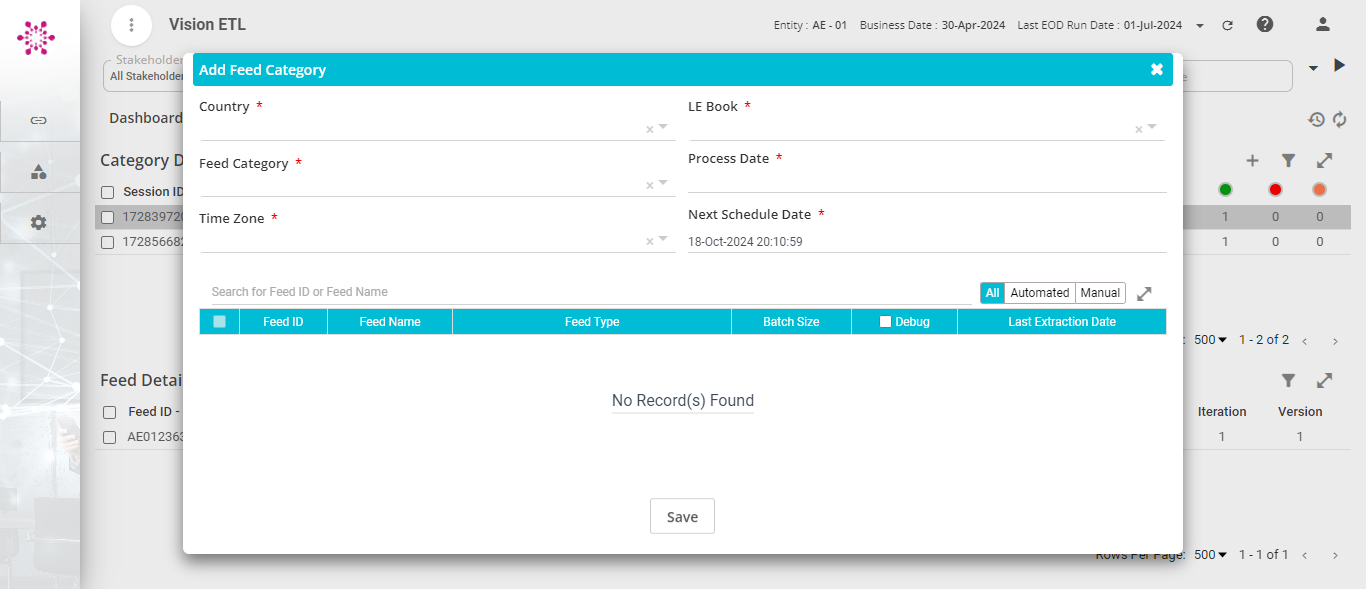 Vision ETL
Entity : AE - 01 Business Date : 30-Apr-2024 Last EOD Run Date : 01-Jul-2024
Stakeholder
All Stakeholder
Add Feed Category
Dashboard
Country *
LE Book *
Category D
Feed Category *
Process Date *
Session ID
172839720 1 0 0
Time Zone *
Next Schedule Date *
172856682 1 0 0
18-Oct-2024 20:10:59
Search for Feed ID or Feed Name
All Automated Manual
Feed ID Feed Name Feed Type Batch Size Debug Last Extraction Date
500 1 - 2 of 2
Feed Detai
No Record(s) Found
Feed ID - Iteration Version
AE012363 1 1
Save
Rows Per Page: 500 1 - 1 of 1